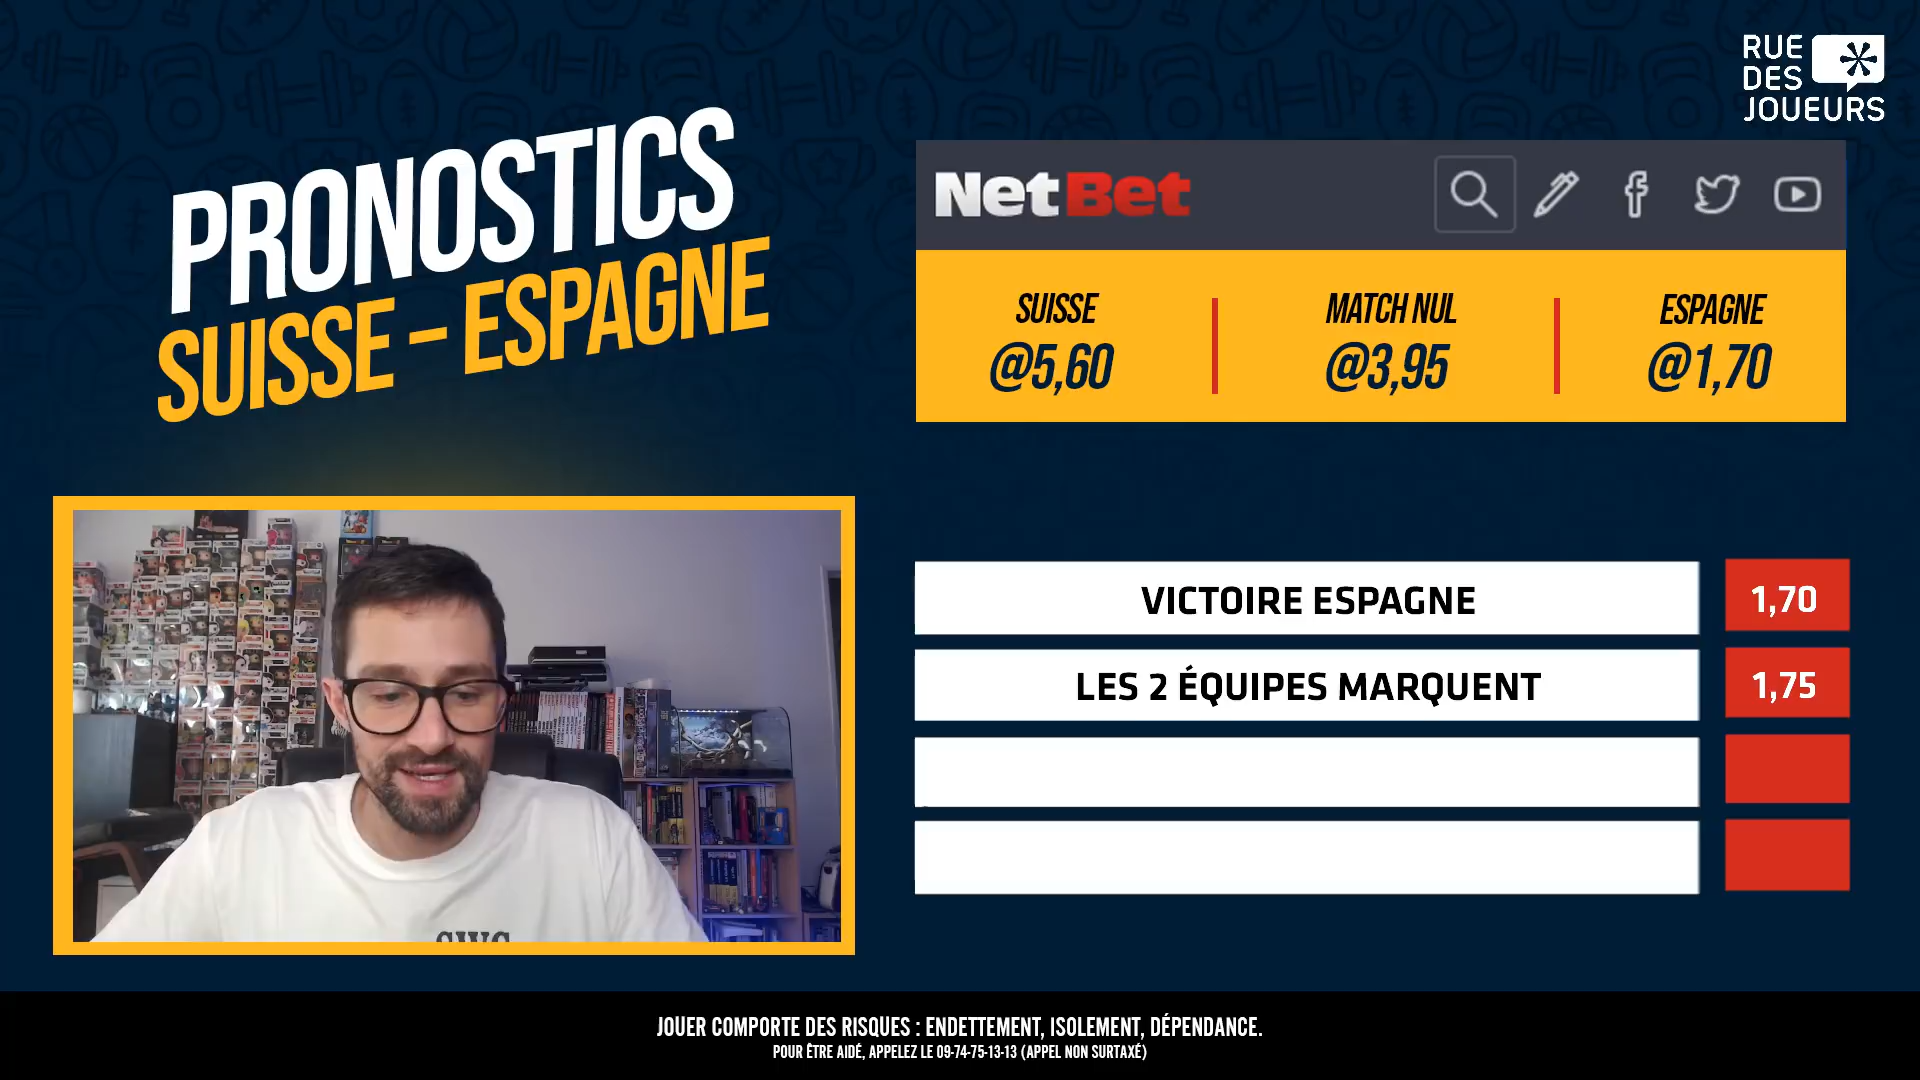 RUE
DES
JOUEURS
PRONOSTICS
SUISSE – ESPAGNE
NetBet
SUISSE
@5,60
MATCH NUL
@3,95
ESPAGNE
@1,70
VICTOIRE ESPAGNE
1,70
LES 2 ÉQUIPES MARQUENT
1,75
JOUER COMPORTE DES RISQUES : ENDETTEMENT, ISOLEMENT, DÉPENDANCE.
POUR ÊTRE AIDÉ, APPELEZ LE 09-74-75-13-13 (APPEL NON SURTAXÉ)